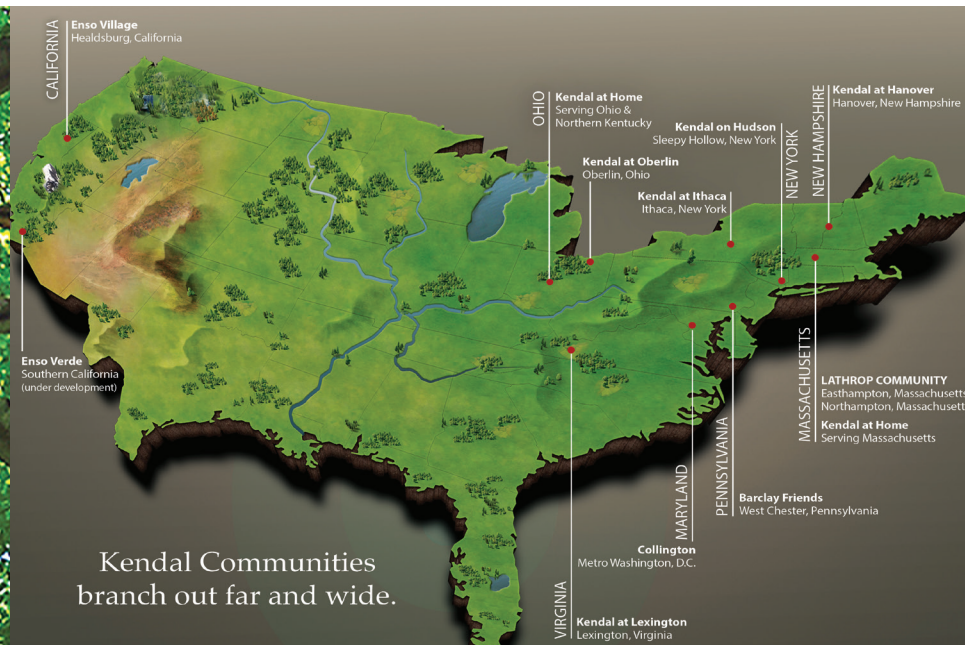 CALIFORNIA
Enso Village
Healdsburg, California
Enso Verde
Southern California
(under development)
OHIO
Kendal at Home
Serving Ohio &
Northern Kentucky
Kendal at Oberlin
Oberlin, Ohio
NEW YORK
Kendal on Hudson
Sleepy Hollow, New York
Kendal at Ithaca
Ithaca, New York
NEW HAMPSHIRE
Kendal at Hanover
Hanover, New Hampshire
MASSACHUSETTS
LATHROP COMMUNITY
Easthampton, Massachusetts
Northampton, Massachusett
Kendal at Home
Serving Massachusetts
PENNSYLVANIA
Barclay Friends
West Chester, Pennsylvania
MARYLAND
Collington
Metro Washington, D.C.
VIRGINIA
Kendal at Lexington
Lexington, Virginia
Kendal Communities
branch out far and wide.